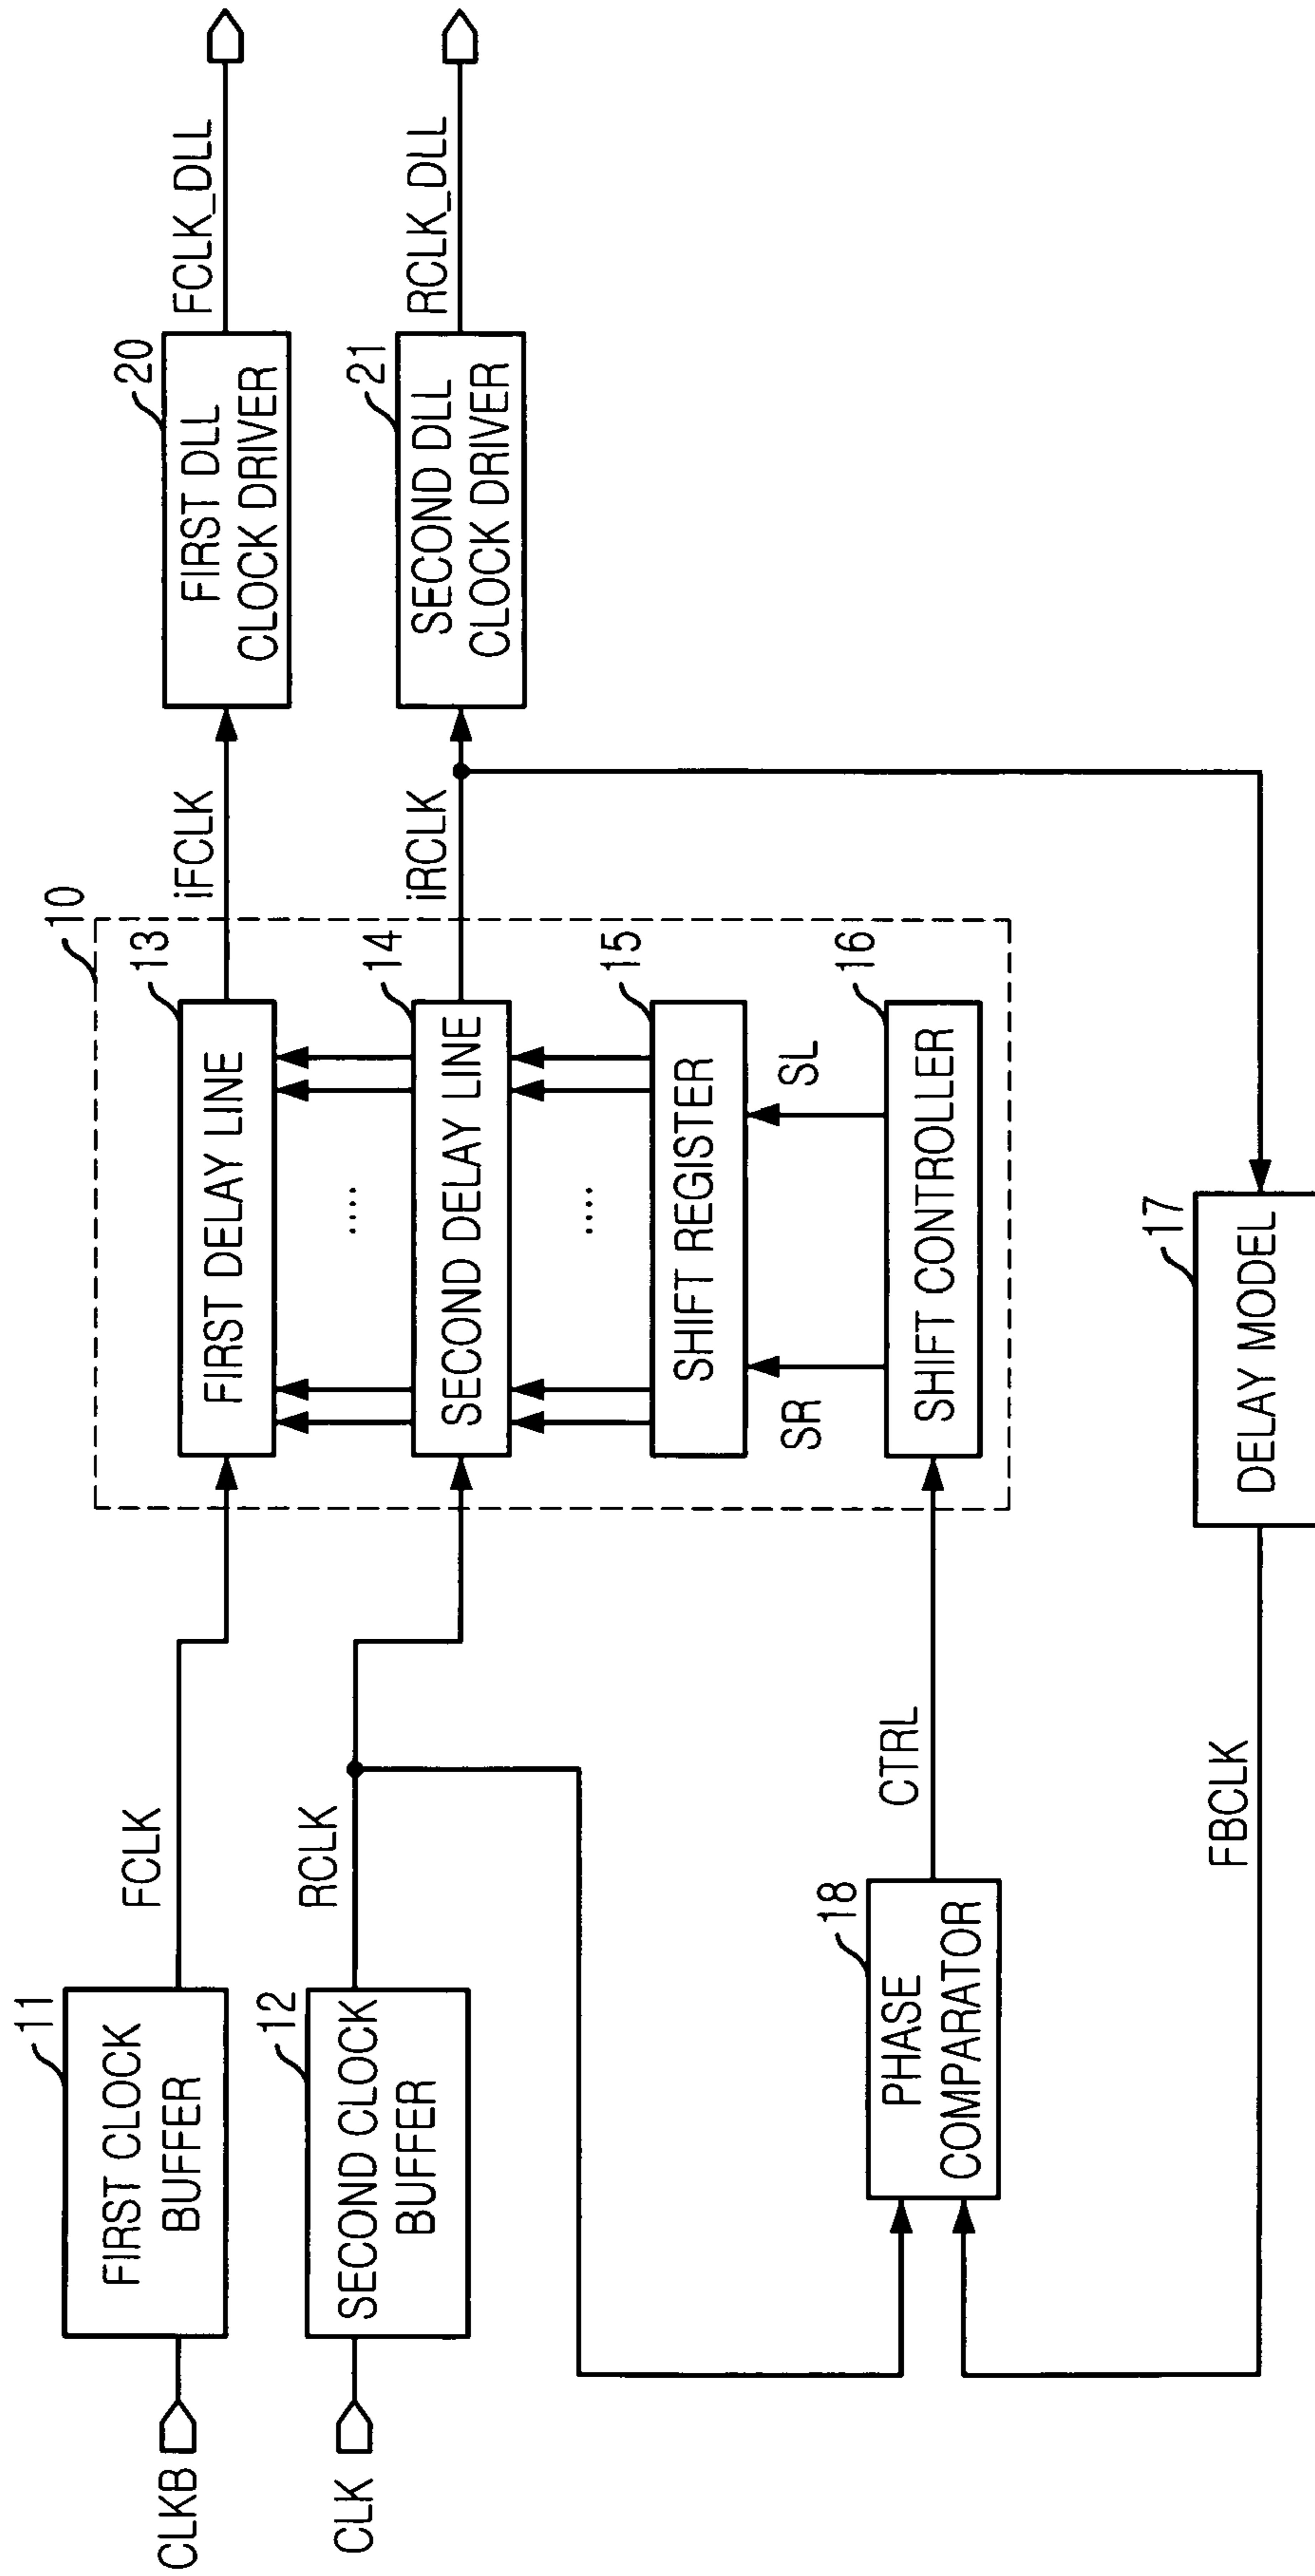 CLKB
11
FIRST CLOCK
BUFFER
FCLK
CLK
12
SECOND CLOCK
BUFFER
RCLK
10
13
FIRST DELAY LINE
iFCLK
20
FIRST DLL
CLOCK DRIVER
FCLK_DLL
....
14
SECOND DELAY LINE
iRCLK
21
SECOND DLL
CLOCK DRIVER
RCLK_DLL
....
15
SHIFT REGISTER
SR
SL
18
PHASE
COMPARATOR
CTRL
16
SHIFT CONTROLLER
FBCLK
17
DELAY MODEL